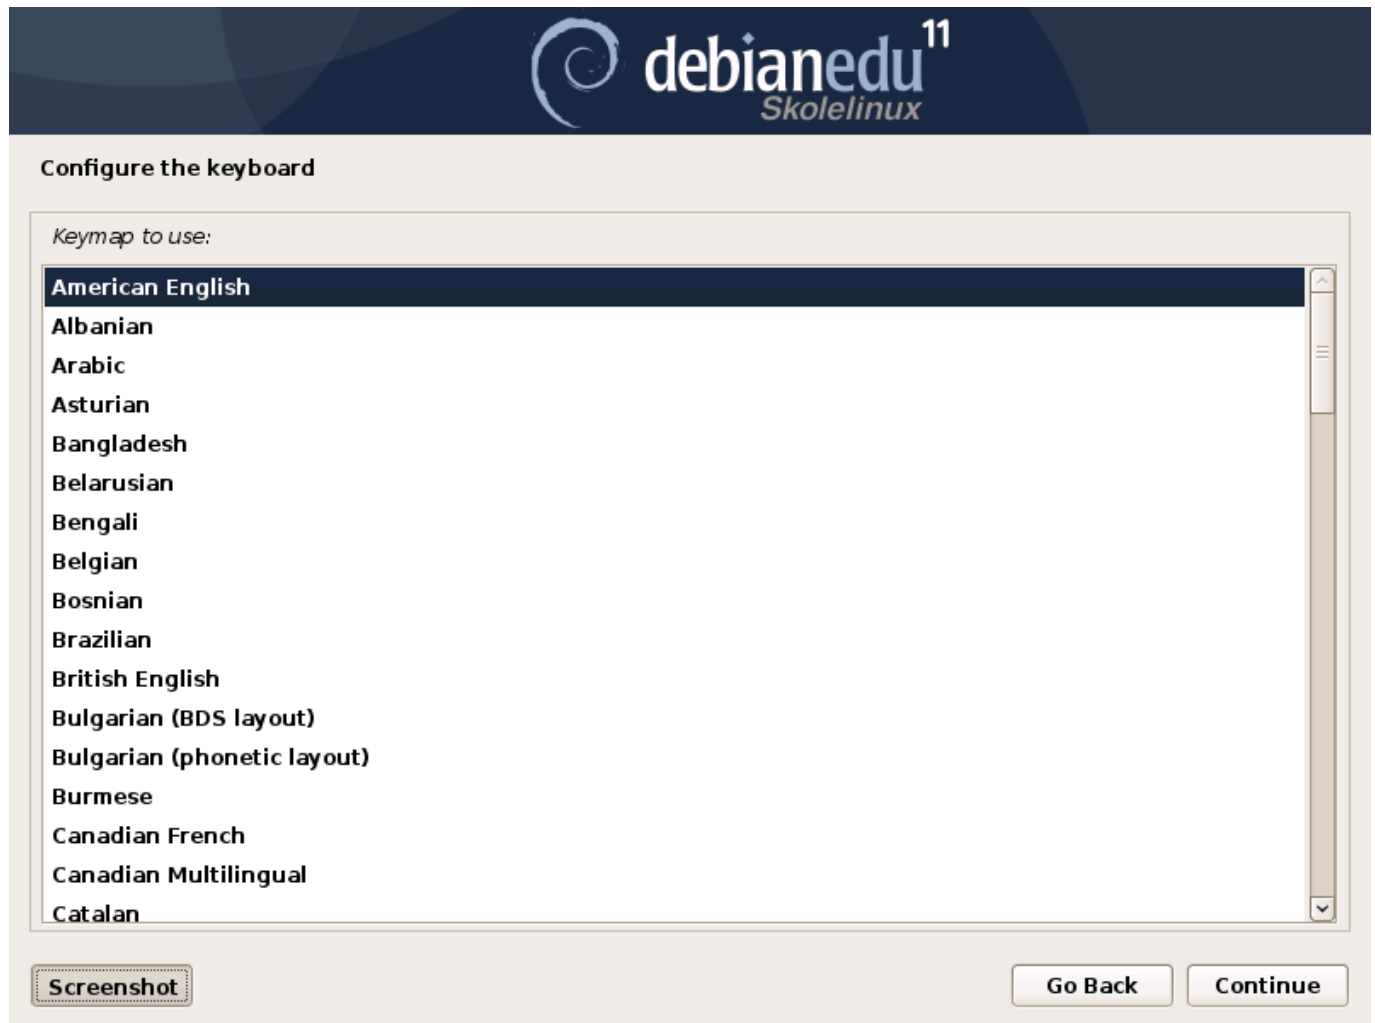 debianedu 11
Skolelinux
Configure the keyboard
Keymap to use:
American English
Albanian
Arabic
Asturian
Bangladesh
Belarusian
Bengali
Belgian
Bosnian
Brazilian
British English
Bulgarian (BDS layout)
Bulgarian (phonetic layout)
Burmese
Canadian French
Canadian Multilingual
Catalan
Screenshot Go Back Continue